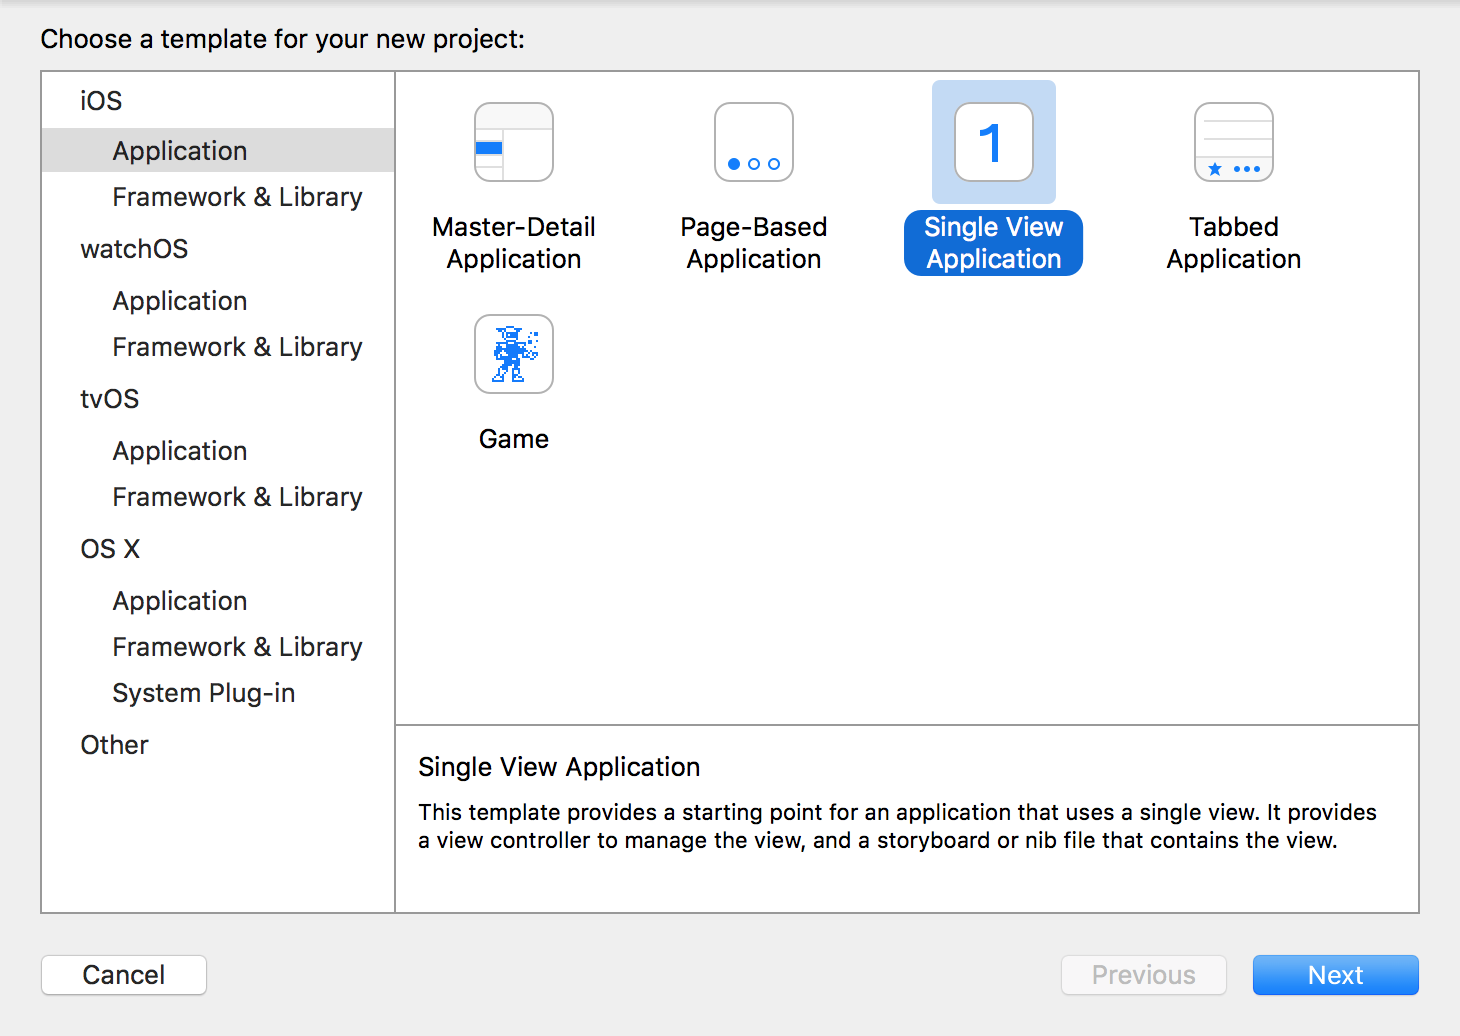 Choose a template for your new project:
iOS
Application
Framework & Library
watchOS
Application
Framework & Library
tvOS
Application
Framework & Library
OS X
Application
Framework & Library
System Plug-in
Other
Master-Detail
Application
Page-Based
Application
1
Single View
Application
Tabbed
Application
Game
Single View Application
This template provides a starting point for an application that uses a single view. It provides
a view controller to manage the view, and a storyboard or nib file that contains the view.
Cancel
Previous
Next